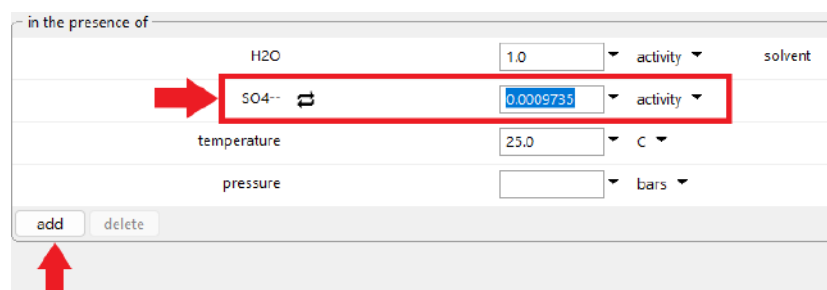 in the presence of
H2O 1.0 activity solvent
SO4-- 0.0009735 activity
temperature 25.0 C
pressure bars
add delete